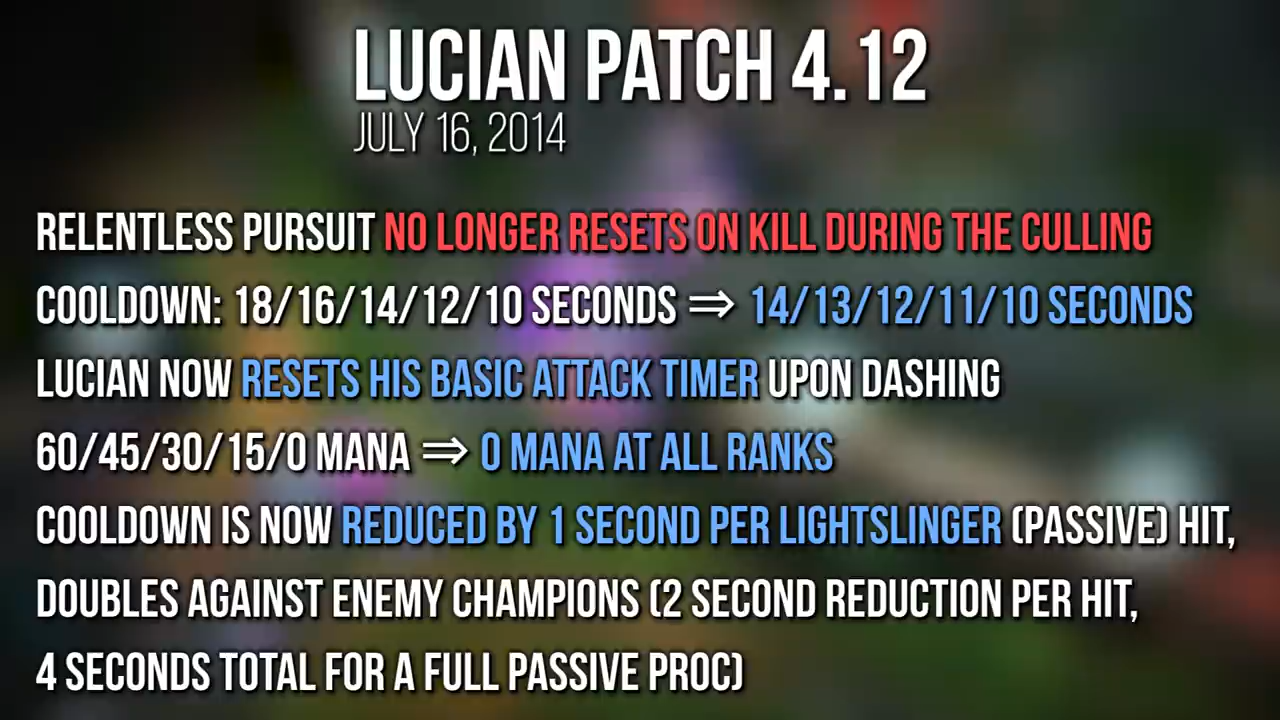 LUCIAN PATCH 4.12
JULY 16, 2014
RELENTLESS PURSUIT NO LONGER RESETS ON KILL DURING THE CULLING
COOLDOWN: 18/16/14/12/10 SECONDS ⇒ 14/13/12/11/10 SECONDS
LUCIAN NOW RESETS HIS BASIC ATTACK TIMER UPON DASHING
60/45/30/15/0 MANA ⇒ 0 MANA AT ALL RANKS
COOLDOWN IS NOW REDUCED BY 1 SECOND PER LIGHTSLINGER (PASSIVE) HIT,
DOUBLES AGAINST ENEMY CHAMPIONS (2 SECOND REDUCTION PER HIT,
4 SECONDS TOTAL FOR A FULL PASSIVE PROC)